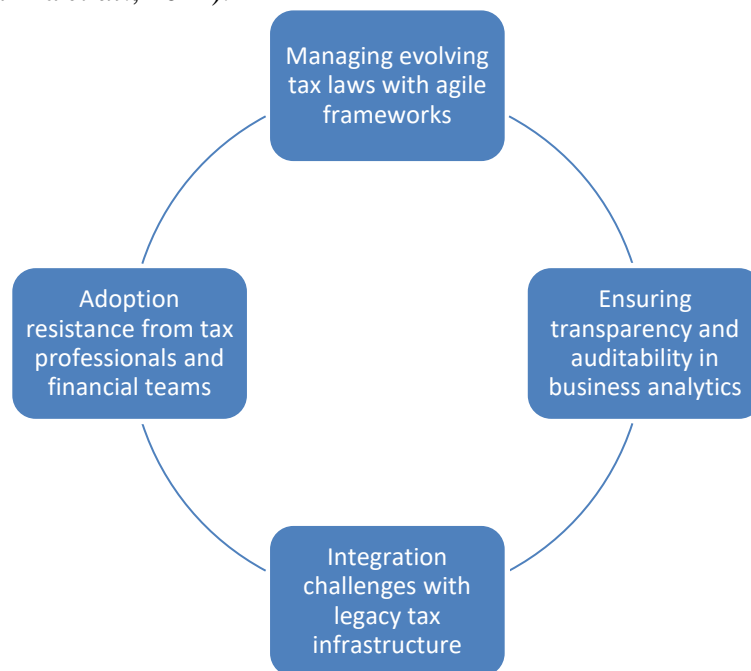 Managing evolving
tax laws with agile
frameworks
Adoption
resistance from tax
professionals and
financial teams
Ensuring
transparency and
auditability in
business analytics
Integration
challenges with
legacy tax
infrastructure